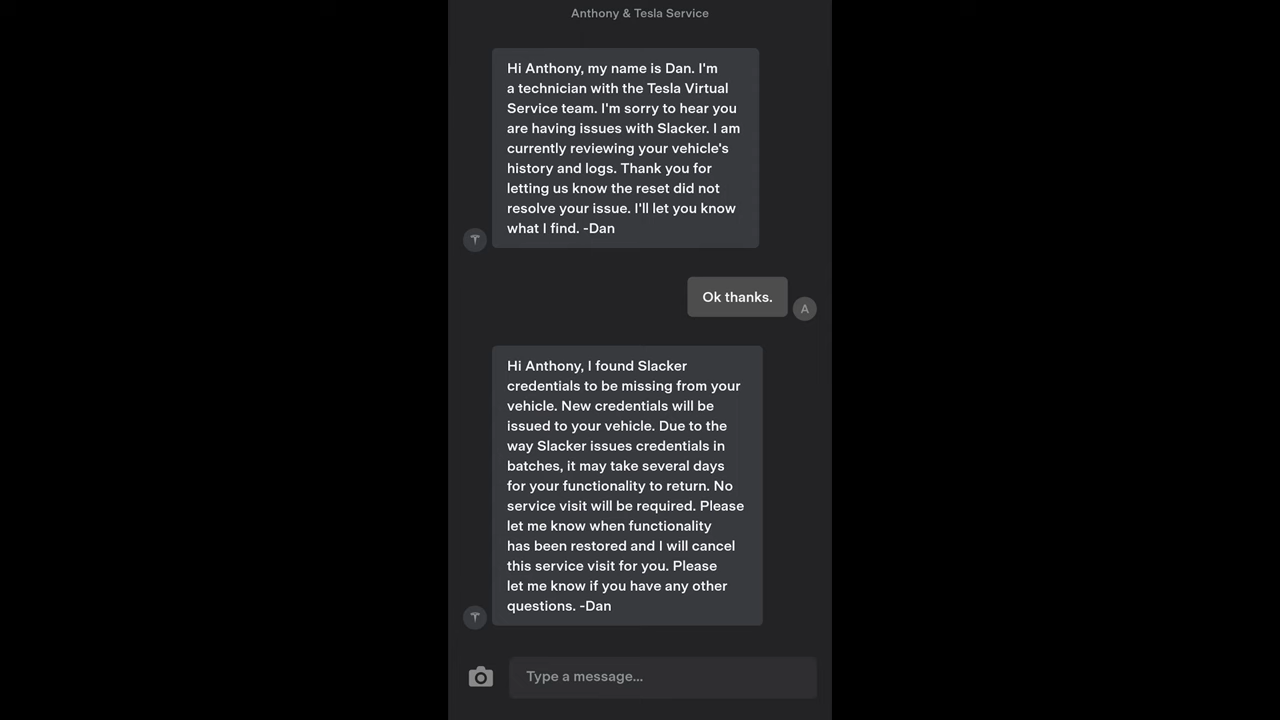 Anthony & Tesla Service
Hi Anthony, my name is Dan. I'm
a technician with the Tesla Virtual
Service team. I'm sorry to hear you
are having issues with Slacker. I am
currently reviewing your vehicle's
history and logs. Thank you for
letting us know the reset did not
resolve your issue. I'll let you know
what I find. -Dan
Ok thanks.
A
Hi Anthony, I found Slacker
credentials to be missing from your
vehicle. New credentials will be
issued to your vehicle. Due to the
way Slacker issues credentials in
batches, it may take several days
for your functionality to return. No
service visit will be required. Please
let me know when functionality
has been restored and I will cancel
this service visit for you. Please
let me know if you have any other
questions. -Dan
Type a message...